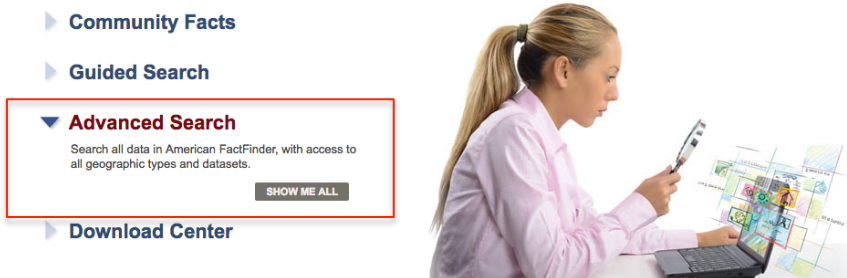 Community Facts
Guided Search
Advanced Search
Search all data in American FactFinder, with access to
all geographic types and datasets.
SHOW ME ALL
Download Center